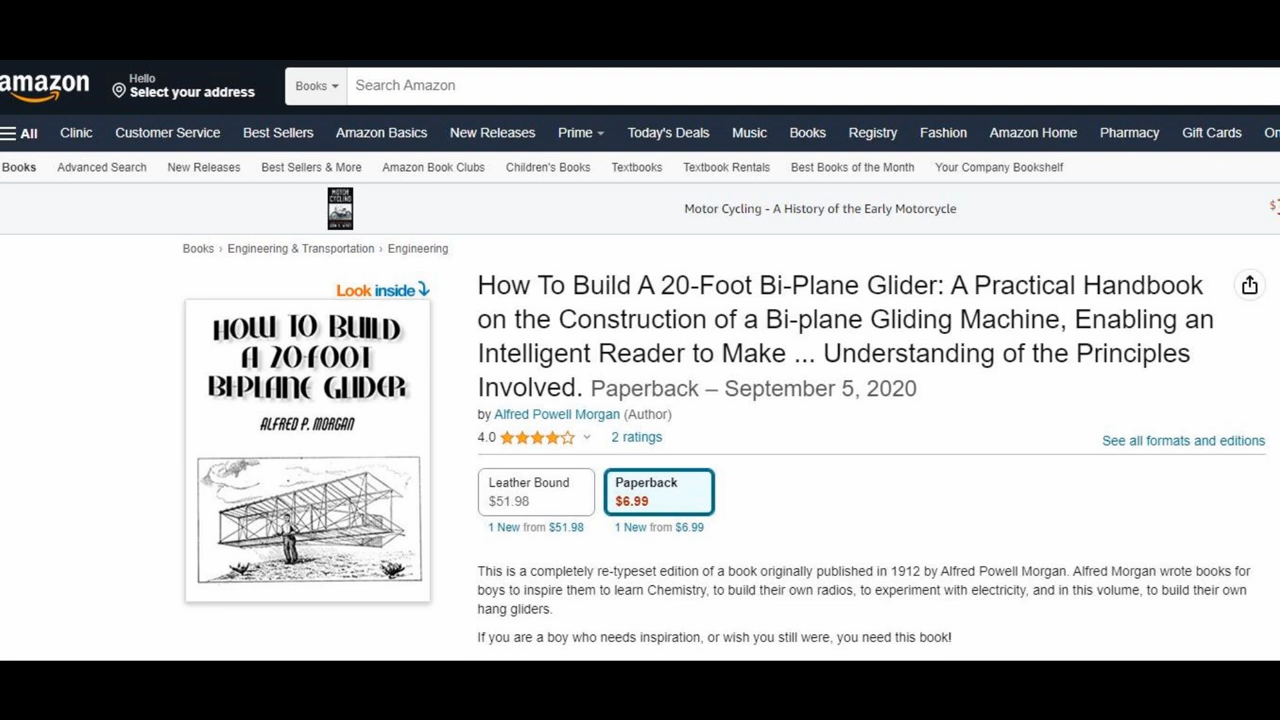 amazon
Hello
Select your address
Books
Search Amazon
All Clinic Customer Service Best Sellers Amazon Basics New Releases Prime Today's Deals Music Books Registry Fashion Amazon Home Pharmacy Gift Cards
Books Advanced Search New Releases Best Sellers & More Amazon Book Clubs Children's Books Textbooks Textbook Rentals Best Books of the Month Your Company Bookshelf
MOTOR
CYCLING
Motor Cycling - A History of the Early Motorcycle
Books › Engineering & Transportation › Engineering
Look inside
HOW TO BUILD
A 20-FOOT
BI-PLANE GLIDER
ALFRED P. MORGAN
How To Build A 20-Foot Bi-Plane Glider: A Practical Handbook
on the Construction of a Bi-plane Gliding Machine, Enabling an
Intelligent Reader to Make ... Understanding of the Principles
Involved. Paperback – September 5, 2020
by Alfred Powell Morgan (Author)
4.0 2 ratings
See all formats and editions
Leather Bound
$51.98
1 New from $51.98
Paperback
$6.99
1 New from $6.99
This is a completely re-typeset edition of a book originally published in 1912 by Alfred Powell Morgan. Alfred Morgan wrote books for
boys to inspire them to learn Chemistry, to build their own radios, to experiment with electricity, and in this volume, to build their own
hang gliders.
If you are a boy who needs inspiration, or wish you still were, you need this book!